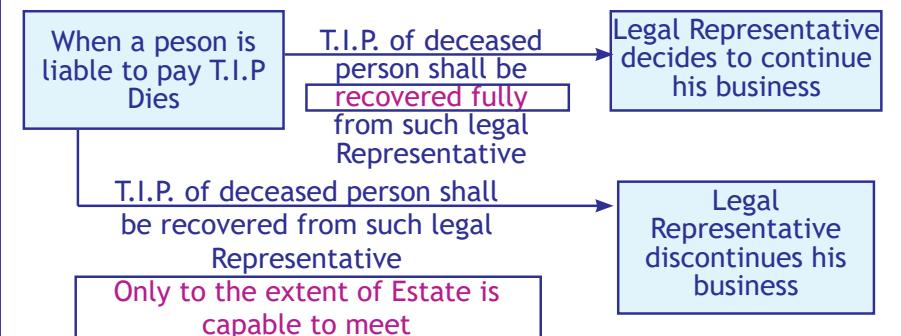 When a peson is
liable to pay T.I.P
Dies
T.I.P. of deceased
person shall be
recovered fully
from such legal
Representative
Legal Representative
decides to continue
his business
T.I.P. of deceased person shall
be recovered from such legal
Representative
Only to the extent of Estate is
capable to meet
Legal
Representative
discontinues his
business